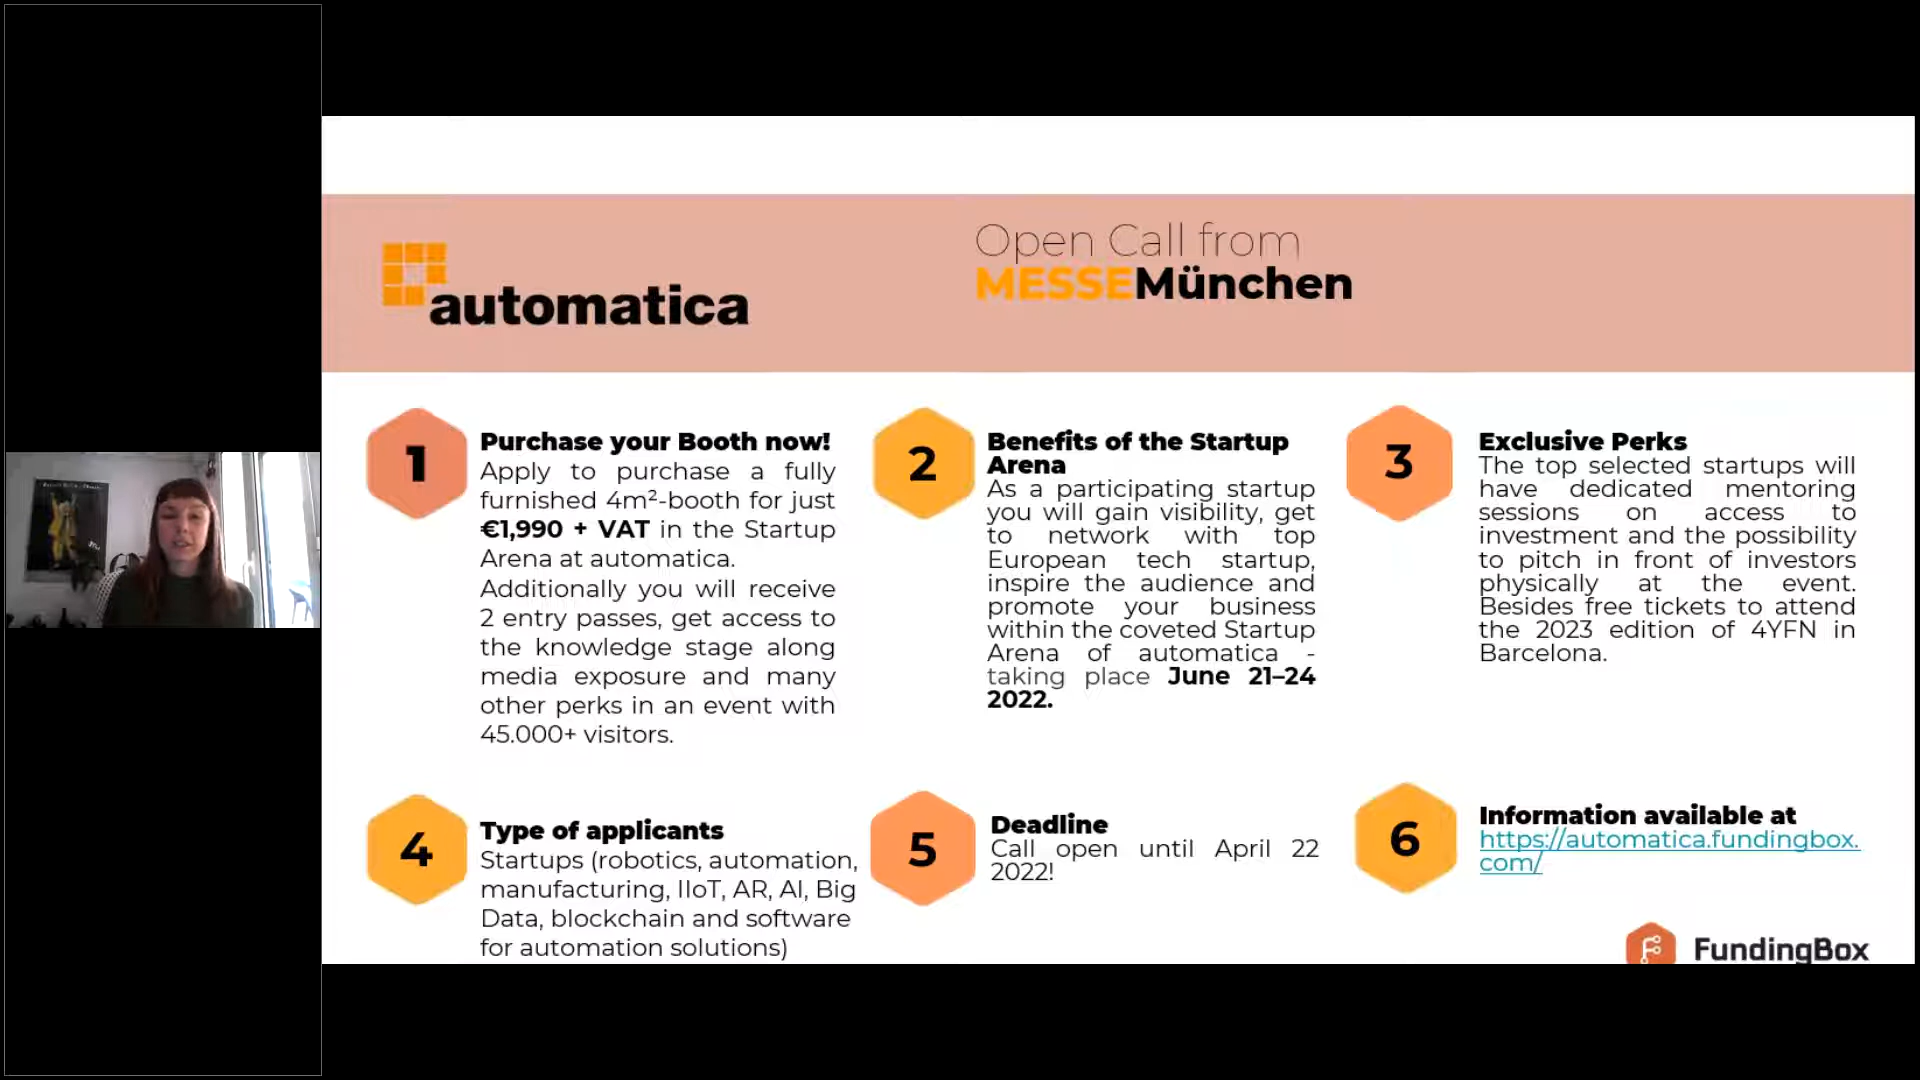 automatica
Open Call from
MESSEMünchen
1
Purchase your Booth now!
Apply to purchase a fully
furnished 4m²-booth for just
€1,990 + VAT in the Startup
Arena at automatica.
Additionally you will receive
2 entry passes, get access to
the knowledge stage along
media exposure and many
other perks in an event with
45.000+ visitors.
2
Benefits of the Startup
Arena
As a participating startup
you will gain visibility, get
to network with top
European tech startup,
inspire the audience and
promote your business
within the coveted Startup
Arena of automatica -
taking place June 21–24
2022.
3
Exclusive Perks
The top selected startups will
have dedicated mentoring
sessions on access to
investment and the possibility
to pitch in front of investors
physically at the event.
Besides free tickets to attend
the 2023 edition of 4YFN in
Barcelona.
4
Type of applicants
Startups (robotics, automation,
manufacturing, IIoT, AR, AI, Big
Data, blockchain and software
for automation solutions)
5
Deadline
Call open until April 22
2022!
6
Information available at
https://automatica.fundingbox.
com/
FundingBox